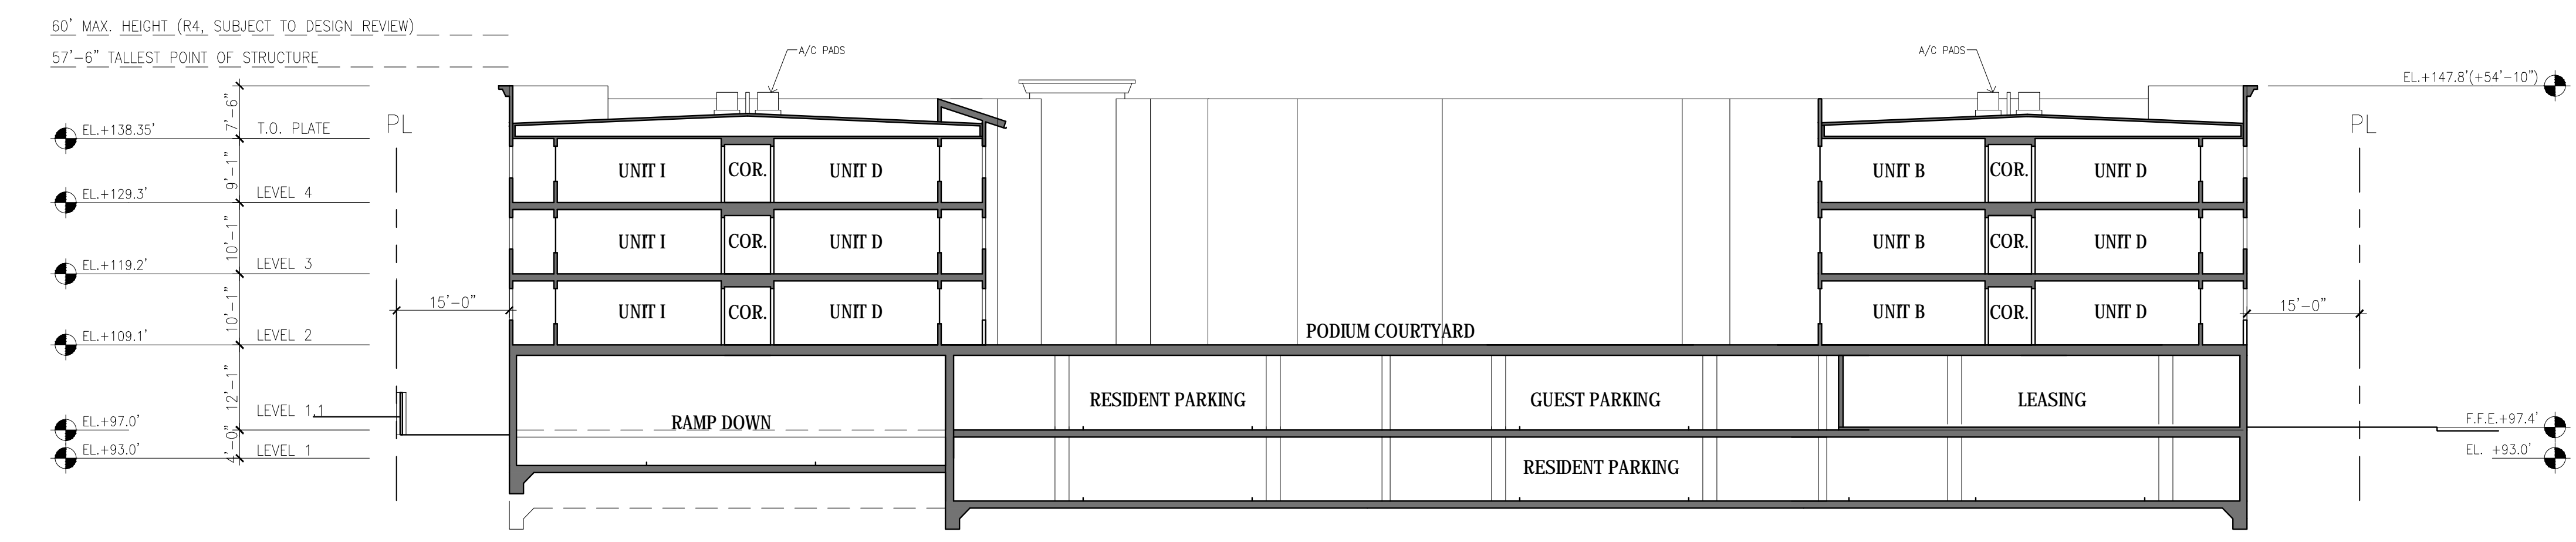 60' MAX. HEIGHT (R4, SUBJECT TO DESIGN REVIEW)
57'-6" TALLEST POINT OF STRUCTURE
A/C PADS
A/C PADS
EL.+147.8'(+54'-10")
7'-6"
EL.+138.35'
T.O. PLATE
PL
PL
9'-1"
UNIT I
COR.
UNIT D
UNIT B
COR.
UNIT D
EL.+129.3'
LEVEL 4
10'-1"
UNIT I
COR.
UNIT D
UNIT B
COR.
UNIT D
EL.+119.2'
LEVEL 3
10'-1"
15'-0"
UNIT I
COR.
UNIT D
UNIT B
COR.
UNIT D
15'-0"
EL.+109.1'
LEVEL 2
PODIUM COURTYARD
12'-1"
RESIDENT PARKING
GUEST PARKING
LEASING
LEVEL 1.1
EL.+97.0'
RAMP DOWN
F.F.E.+97.4'
4'-0"
EL.+93.0'
LEVEL 1
EL. +93.0'
RESIDENT PARKING